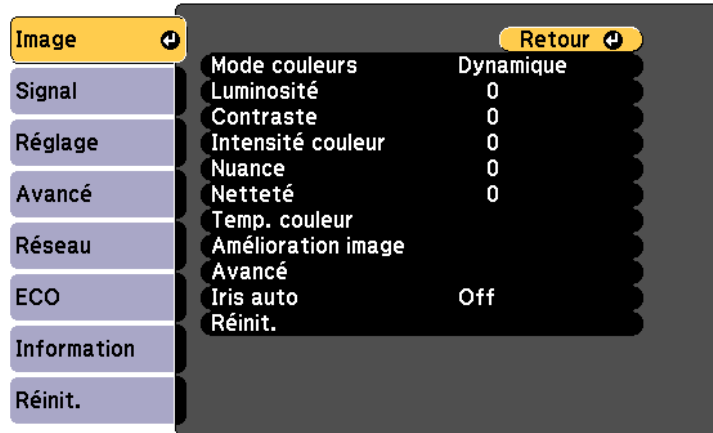 Image
Signal
Réglage
Avancé
Réseau
ECO
Information
Réinit.
Retour
Mode couleurs Dynamique
Luminosité 0
Contraste 0
Intensité couleur 0
Nuance 0
Netteté 0
Temp. couleur
Amélioration image
Avancé
Iris auto Off
Réinit.